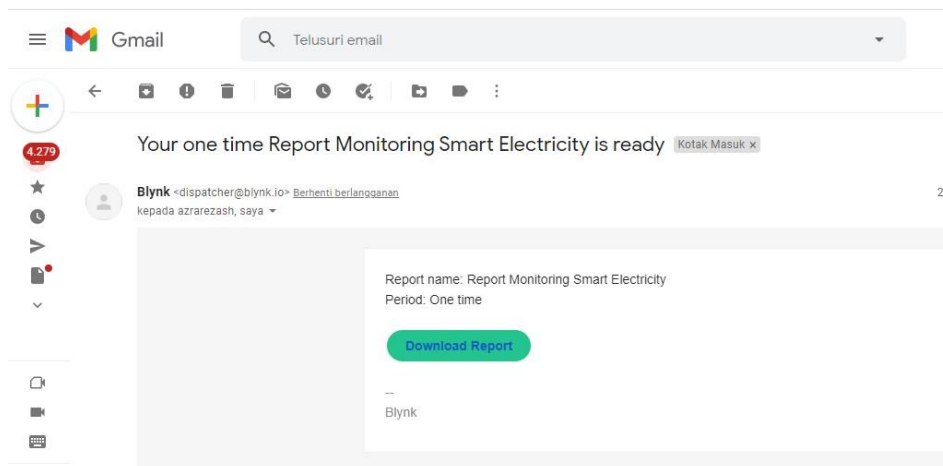 Gmail
Telusuri email
4.279
Your one time Report Monitoring Smart Electricity is ready Kotak Masuk x
Blynk <dispatcher@blynk.io> Berhenti berlangganan
2
kepada azrarezash, saya
Report name: Report Monitoring Smart Electricity
Period: One time
Download Report
--
Blynk